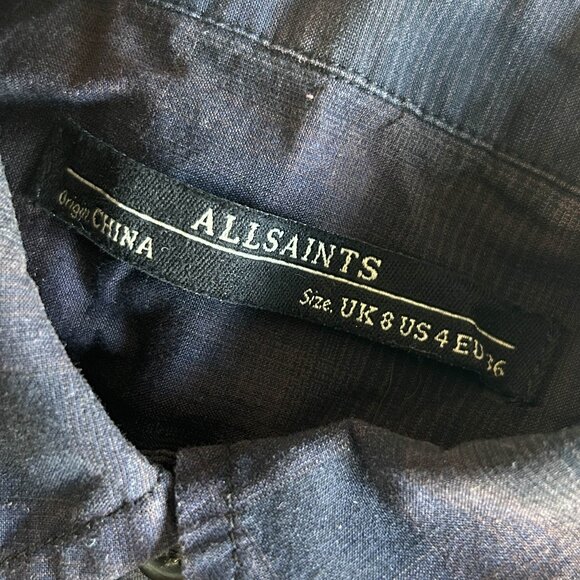 ALLSAINTS
Origin CHINA
Size. UK 8 US 4 EU 36